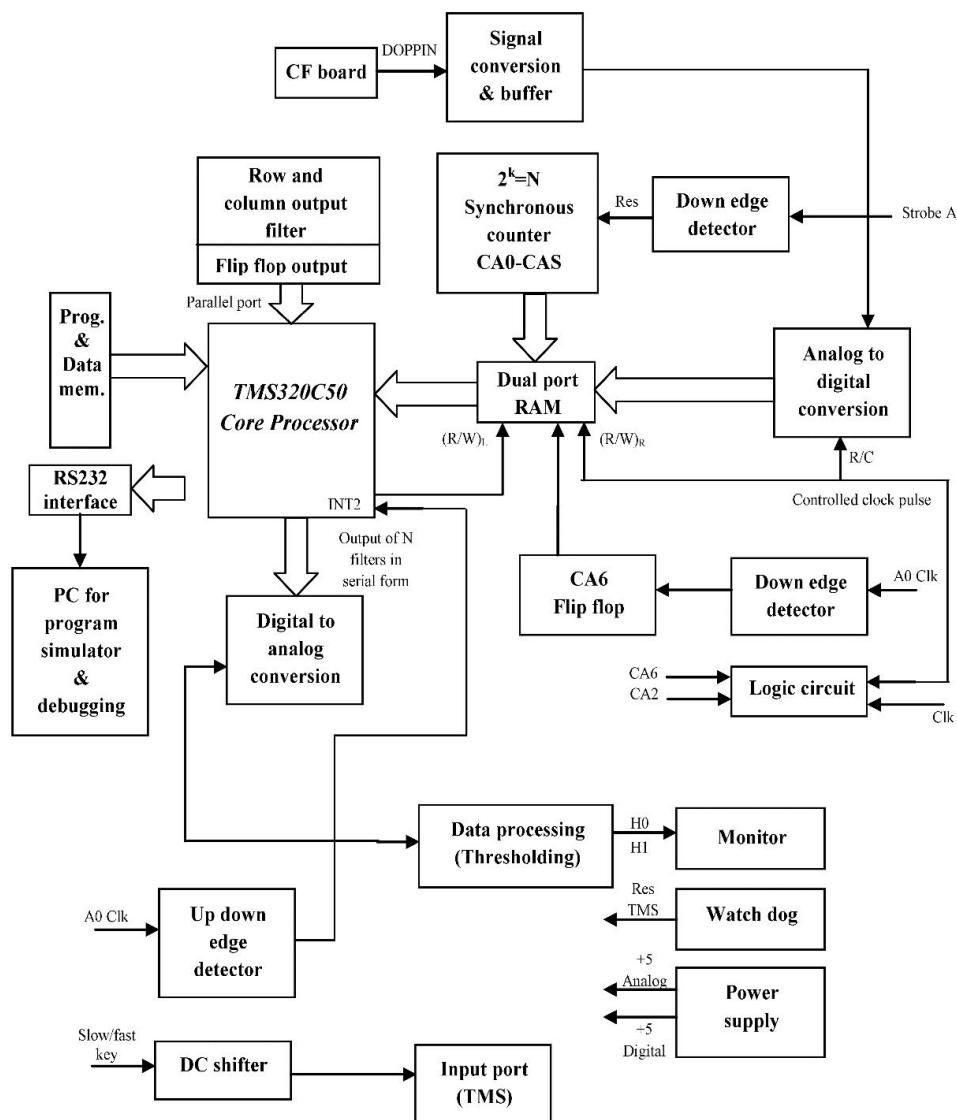 CF board
DOPPIN
Signal
conversion
& buffer
Row and
column output
filter
Flip flop output
Parallel port
2^k=N
Synchronous
counter
CA0-CAS
Res
Down edge
detector
Strobe A
Prog.
&
Data
mem.
TMS320C50
Core Processor
INT2
Dual port
RAM
(R/W)L
(R/W)R
Analog to
digital
conversion
R/C
Controlled clock pulse
RS232
interface
PC for
program
simulator
&
debugging
Output of N
filters in
serial form
Digital to
analog
conversion
CA6
Flip flop
Down edge
detector
A0 Clk
CA6
CA2
Logic circuit
Clk
Data processing
(Thresholding)
H0
H1
Monitor
A0 Clk
Up down
edge
detector
Res
TMS
Watch dog
+5
Analog
+5
Digital
Power
supply
Slow/fast
key
DC shifter
Input port
(TMS)